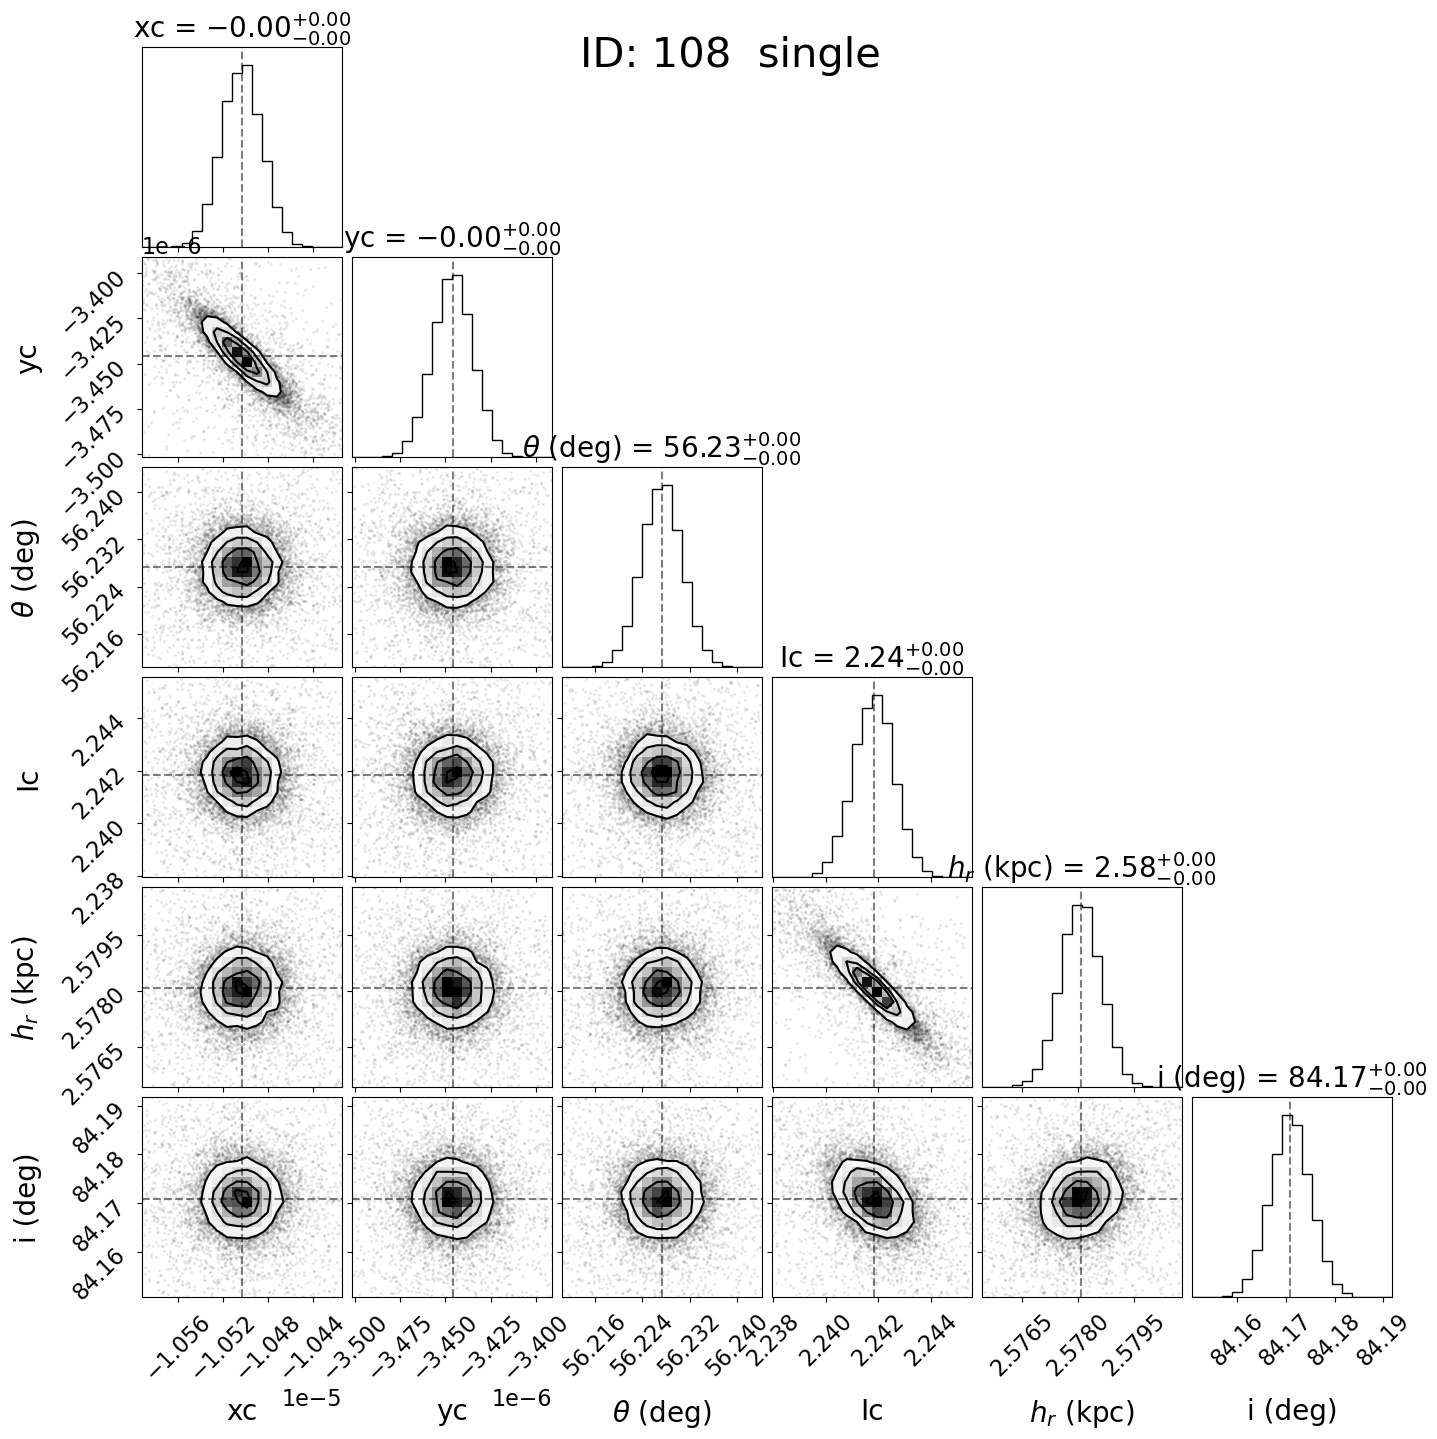 xc = −0.00+0.00 −0.00
ID: 108 single
1e−6
yc = −0.00+0.00 −0.00
yc
−3.400
−3.425
−3.450
−3.475
−3.500
θ (deg) = 56.23+0.00 −0.00
θ (deg)
56.240
56.232
56.224
56.216
Ic = 2.24+0.00 −0.00
Ic
2.244
2.242
2.240
2.238
hr (kpc) = 2.58+0.00 −0.00
hr (kpc)
2.5795
2.5780
2.5765
i (deg) = 84.17+0.00 −0.00
i (deg)
84.19
84.18
84.17
84.16
−1.056 −1.052 −1.048 −1.044 −3.500 −3.475 −3.450 −3.425 −3.400 56.216 56.224 56.232 56.240 2.238 2.240 2.242 2.244 2.5765 2.5780 2.5795 84.16 84.17 84.18 84.19
1e−5 1e−6
xc yc θ (deg) Ic hr (kpc) i (deg)